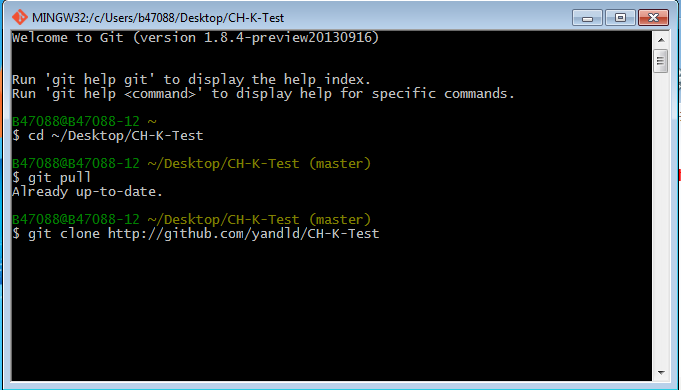 MINGW32:/c/Users/b47088/Desktop/CH-K-Test
Welcome to Git (version 1.8.4-preview20130916)
Run 'git help git' to display the help index.
Run 'git help <command>' to display help for specific commands.
B47088@B47088-12 ~
$ cd ~/Desktop/CH-K-Test
B47088@B47088-12 ~/Desktop/CH-K-Test (master)
$ git pull
Already up-to-date.
B47088@B47088-12 ~/Desktop/CH-K-Test (master)
$ git clone http://github.com/yandld/CH-K-Test